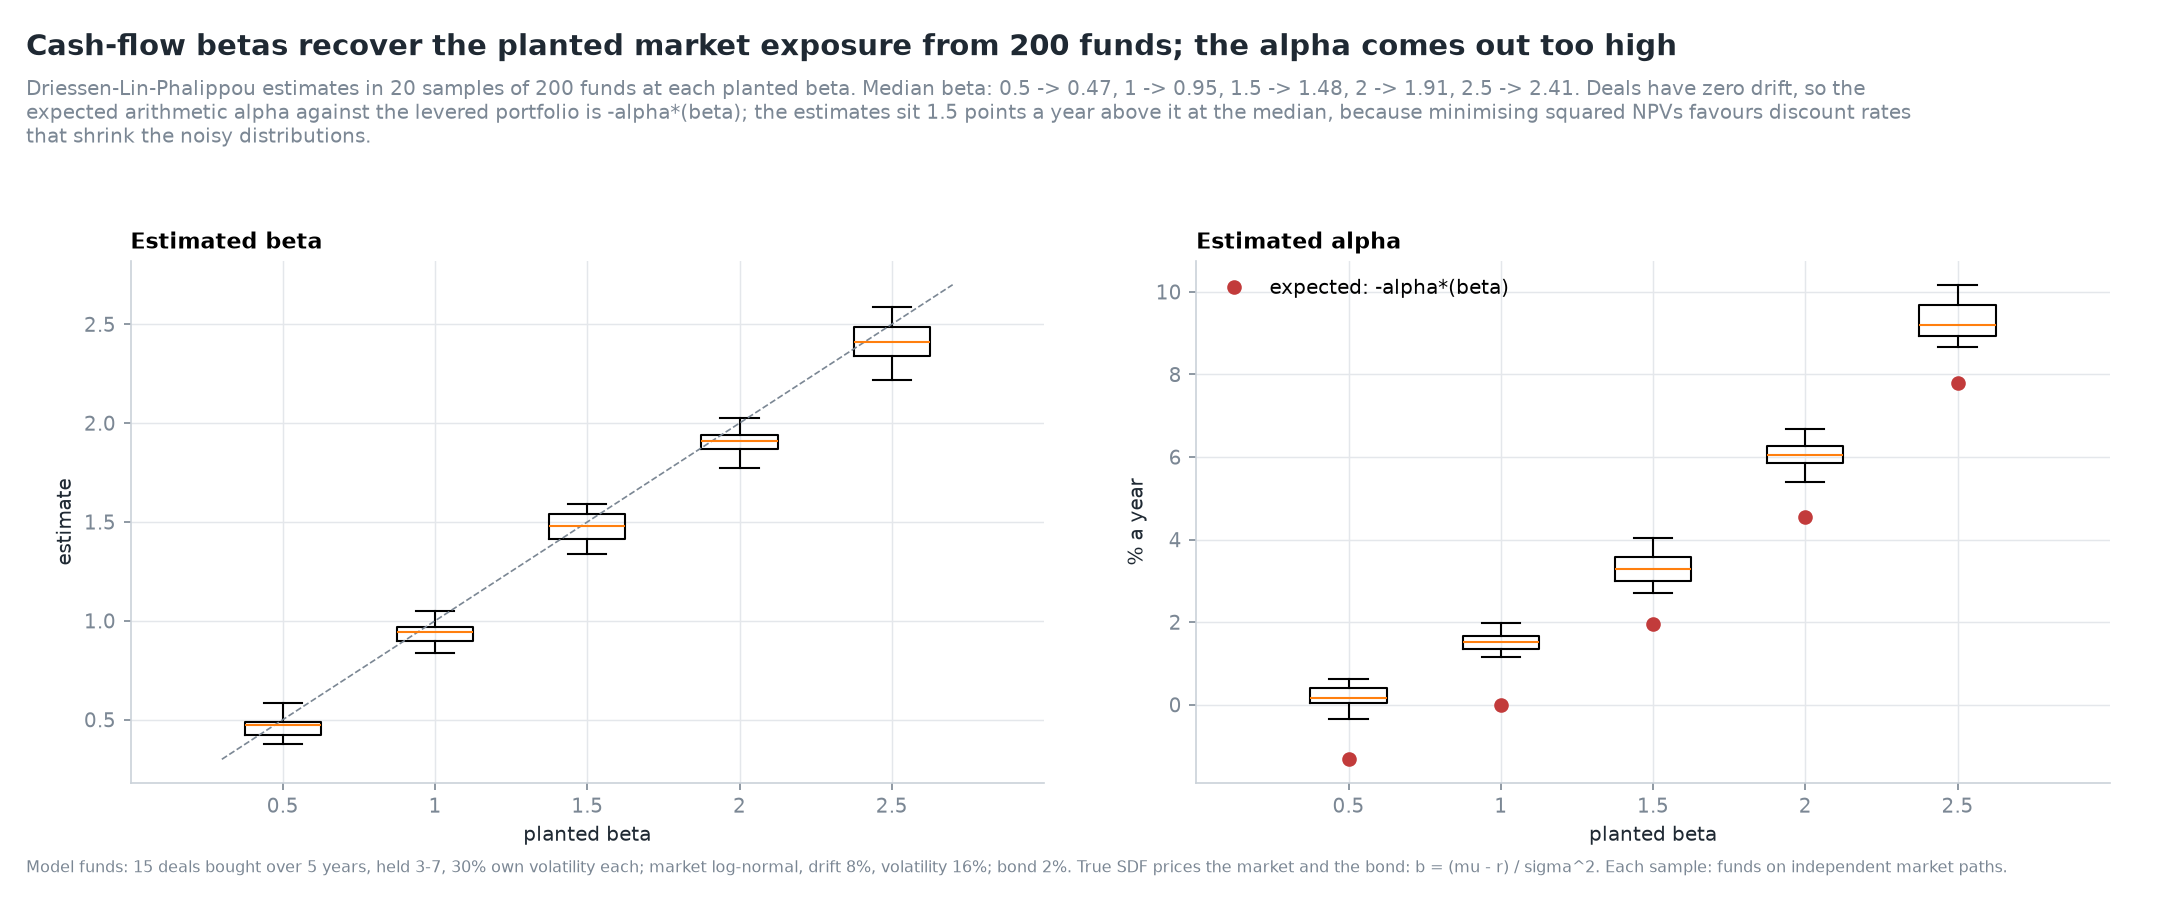 Cash-flow betas recover the planted market exposure from 200 funds; the alpha comes out too high
Driessen-Lin-Phalippou estimates in 20 samples of 200 funds at each planted beta. Median beta: 0.5 -> 0.47, 1 -> 0.95, 1.5 -> 1.48, 2 -> 1.91, 2.5 -> 2.41. Deals have zero drift, so the
expected arithmetic alpha against the levered portfolio is -alpha*(beta); the estimates sit 1.5 points a year above it at the median, because minimising squared NPVs favours discount rates
that shrink the noisy distributions.
Estimated beta
estimate
2.5
2.0
1.5
1.0
0.5
0.5 1 1.5 2 2.5
planted beta
Estimated alpha
expected: -alpha*(beta)
% a year
10
8
6
4
2
0
0.5 1 1.5 2 2.5
planted beta
Model funds: 15 deals bought over 5 years, held 3-7, 30% own volatility each; market log-normal, drift 8%, volatility 16%; bond 2%. True SDF prices the market and the bond: b = (mu - r) / sigma^2. Each sample: funds on independent market paths.